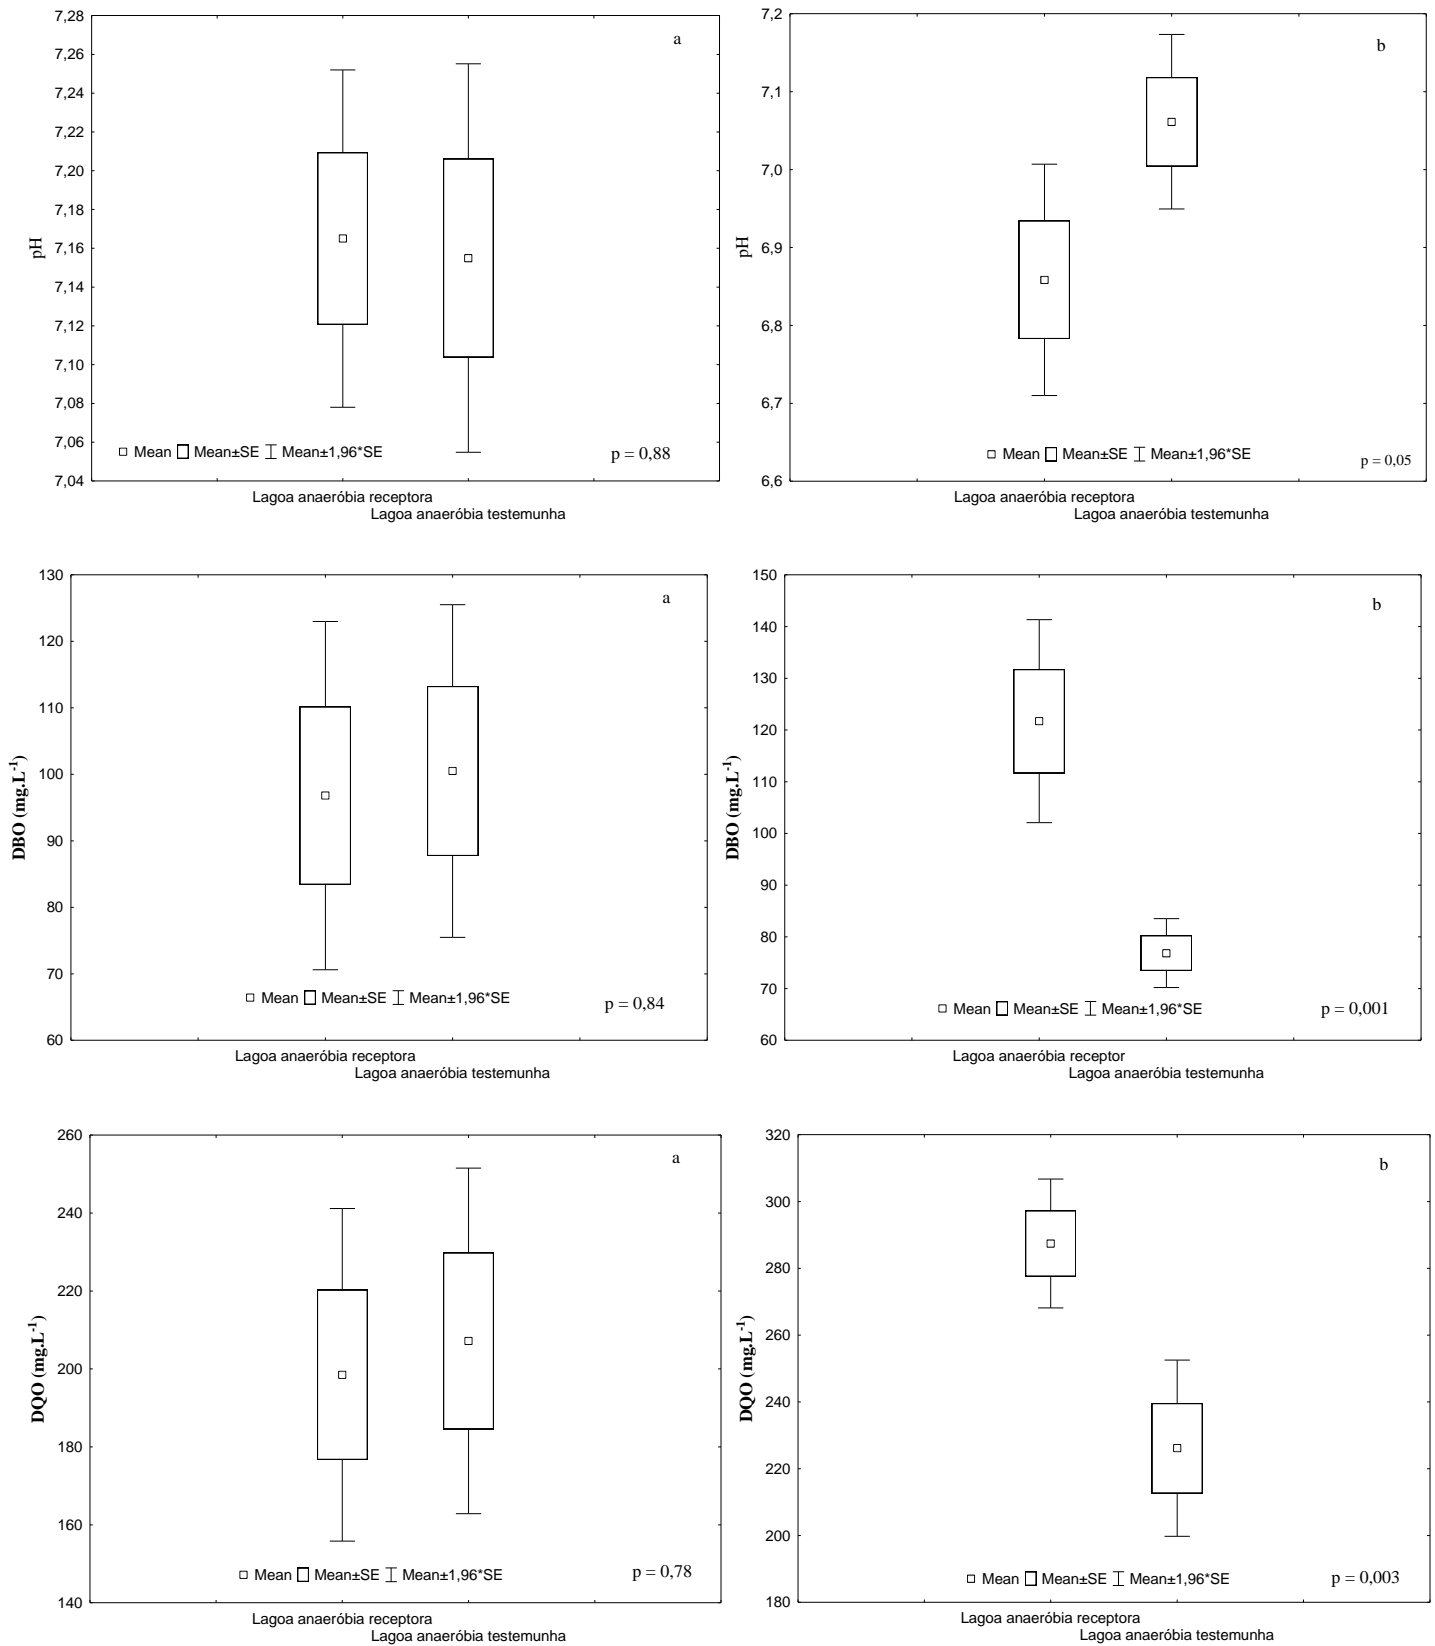 7,28
7,26
7,24
7,22
7,20
7,18
7,16
7,14
7,12
7,10
7,08
7,06
7,04
pH
a
Mean Mean±SE Mean±1,96*SE
p = 0,88
Lagoa anaeróbia receptora
Lagoa anaeróbia testemunha
7,2
7,1
7,0
6,9
6,8
6,7
6,6
pH
b
Mean Mean±SE Mean±1,96*SE
p = 0,05
Lagoa anaeróbia receptora
Lagoa anaeróbia testemunha
130
120
110
100
90
80
70
60
DBO (mg.L-1)
a
Mean Mean±SE Mean±1,96*SE
p = 0,84
Lagoa anaeróbia receptora
Lagoa anaeróbia testemunha
150
140
130
120
110
100
90
80
70
60
DBO (mg.L-1)
b
Mean Mean±SE Mean±1,96*SE
p = 0,001
Lagoa anaeróbia receptor
Lagoa anaeróbia testemunha
260
240
220
200
180
160
140
DQO (mg.L-1)
a
Mean Mean±SE Mean±1,96*SE
p = 0,78
Lagoa anaeróbia receptora
Lagoa anaeróbia testemunha
320
300
280
260
240
220
200
180
DQO (mg.L-1)
b
Mean Mean±SE Mean±1,96*SE
p = 0,003
Lagoa anaeróbia receptora
Lagoa anaeróbia testemunha